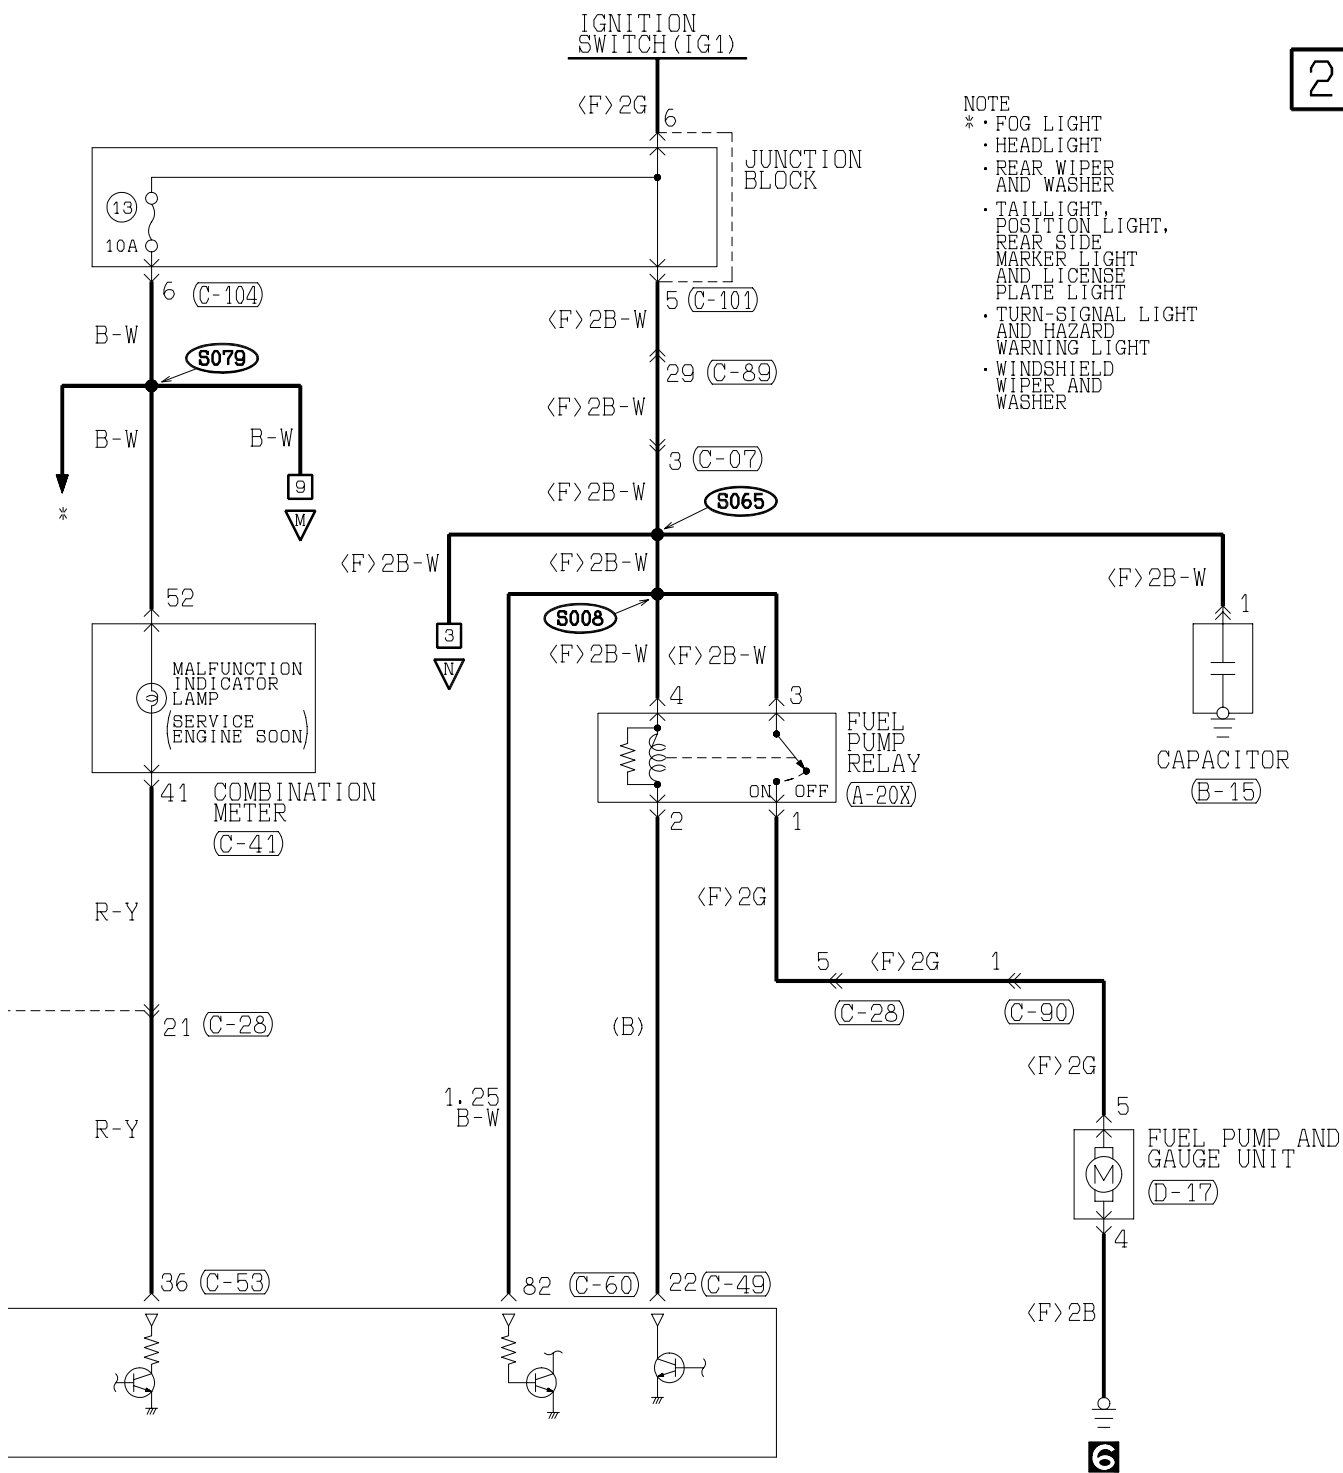 IGNITION
SWITCH(IG1)
2
<F>2G
6
NOTE
* · FOG LIGHT
· HEADLIGHT
· REAR WIPER
AND WASHER
· TAILLIGHT,
POSITION LIGHT,
REAR SIDE
MARKER LIGHT
AND LICENSE
PLATE LIGHT
· TURN-SIGNAL LIGHT
AND HAZARD
WARNING LIGHT
· WINDSHIELD
WIPER AND
WASHER
JUNCTION
BLOCK
13
10A
6 (C-104)
5 (C-101)
B-W
<F>2B-W
S079
29 (C-89)
<F>2B-W
B-W
B-W
3 (C-07)
9
M
*
<F>2B-W
S065
<F>2B-W
<F>2B-W
<F>2B-W
52
S008
1
3
N
<F>2B-W
<F>2B-W
MALFUNCTION
INDICATOR
LAMP
(SERVICE
ENGINE SOON)
4
3
FUEL
PUMP
RELAY
(A-20X)
ON
OFF
CAPACITOR
(B-15)
41
COMBINATION
METER
(C-41)
2
1
R-Y
<F>2G
5
<F>2G
1
(C-28)
(C-90)
21 (C-28)
(B)
<F>2G
1.25
B-W
R-Y
5
FUEL PUMP AND
GAUGE UNIT
(D-17)
M
4
36 (C-53)
82 (C-60)
22 (C-49)
<F>2B
6